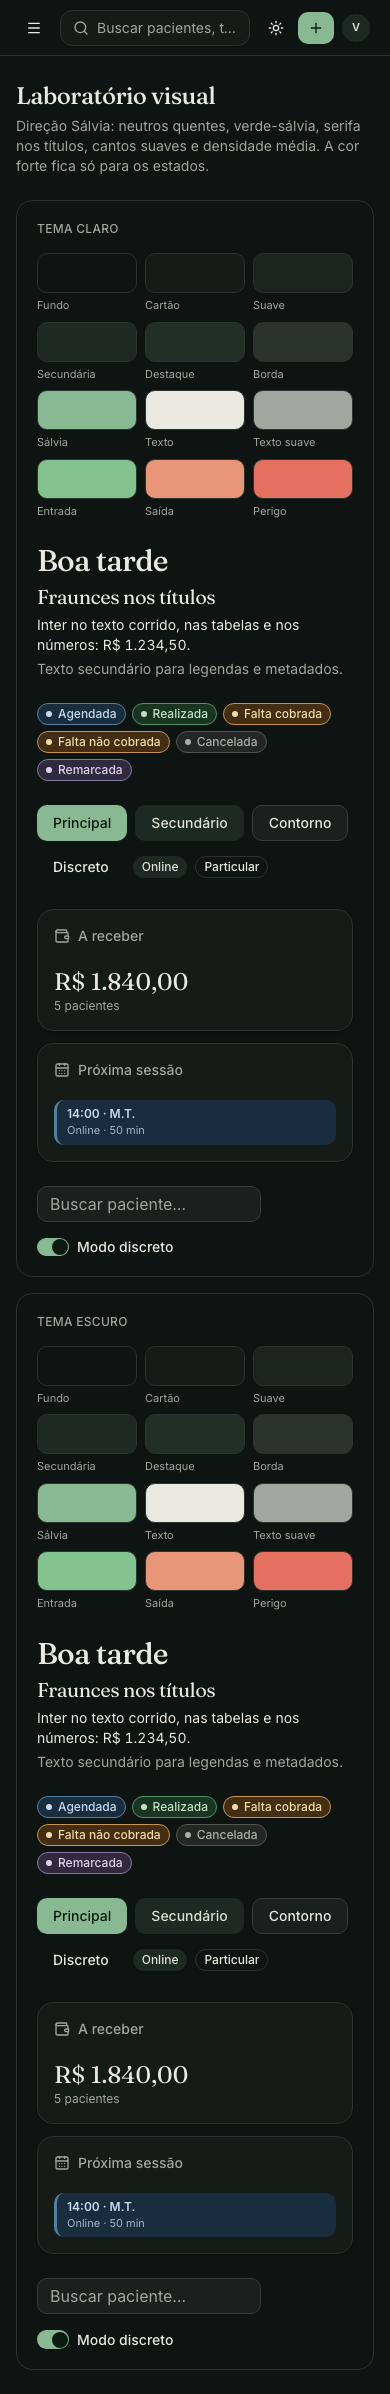 Buscar pacientes, t...
V
Laboratório visual
Direção Sálvia: neutros quentes, verde-sálvia, serifa
nos títulos, cantos suaves e densidade média. A cor
forte fica só para os estados.
TEMA CLARO
Fundo Cartão Suave
Secundária Destaque Borda
Sálvia Texto Texto suave
Entrada Saída Perigo
Boa tarde
Fraunces nos títulos
Inter no texto corrido, nas tabelas e nos
números: R$ 1.234,50.
Texto secundário para legendas e metadados.
Agendada Realizada Falta cobrada
Falta não cobrada Cancelada
Remarcada
Principal Secundário Contorno
Discreto Online Particular
A receber
R$ 1.840,00
5 pacientes
Próxima sessão
14:00 · M.T.
Online · 50 min
Buscar paciente...
Modo discreto
TEMA ESCURO
Fundo Cartão Suave
Secundária Destaque Borda
Sálvia Texto Texto suave
Entrada Saída Perigo
Boa tarde
Fraunces nos títulos
Inter no texto corrido, nas tabelas e nos
números: R$ 1.234,50.
Texto secundário para legendas e metadados.
Agendada Realizada Falta cobrada
Falta não cobrada Cancelada
Remarcada
Principal Secundário Contorno
Discreto Online Particular
A receber
R$ 1.840,00
5 pacientes
Próxima sessão
14:00 · M.T.
Online · 50 min
Buscar paciente...
Modo discreto